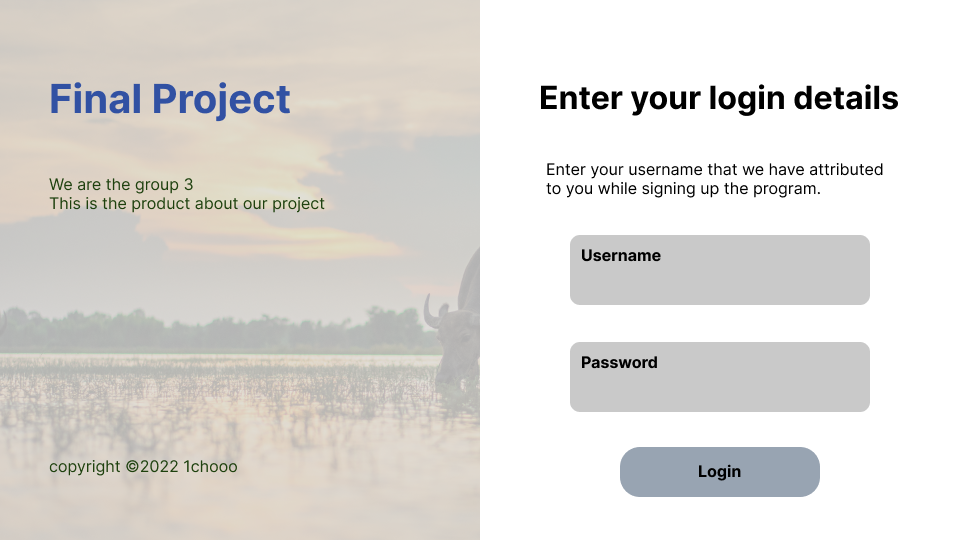 Final Project
We are the group 3
This is the product about our project
copyright ©2022 1chooo
Enter your login details
Enter your username that we have attributed
to you while signing up the program.
Username
Password
Login